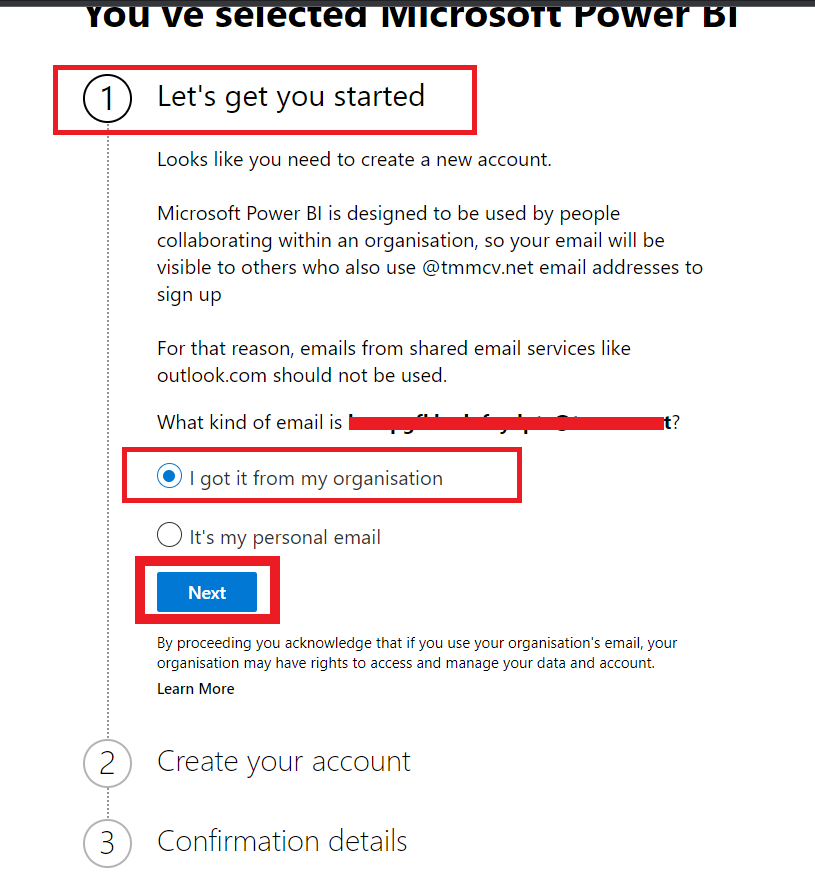 You've selected Microsoft Power BI
1
Let's get you started
Looks like you need to create a new account.
Microsoft Power BI is designed to be used by people
collaborating within an organisation, so your email will be
visible to others who also use @tmmcv.net email addresses to
sign up
For that reason, emails from shared email services like
outlook.com should not be used.
What kind of email is t?
I got it from my organisation
It's my personal email
Next
By proceeding you acknowledge that if you use your organisation's email, your
organisation may have rights to access and manage your data and account.
Learn More
2
Create your account
3
Confirmation details